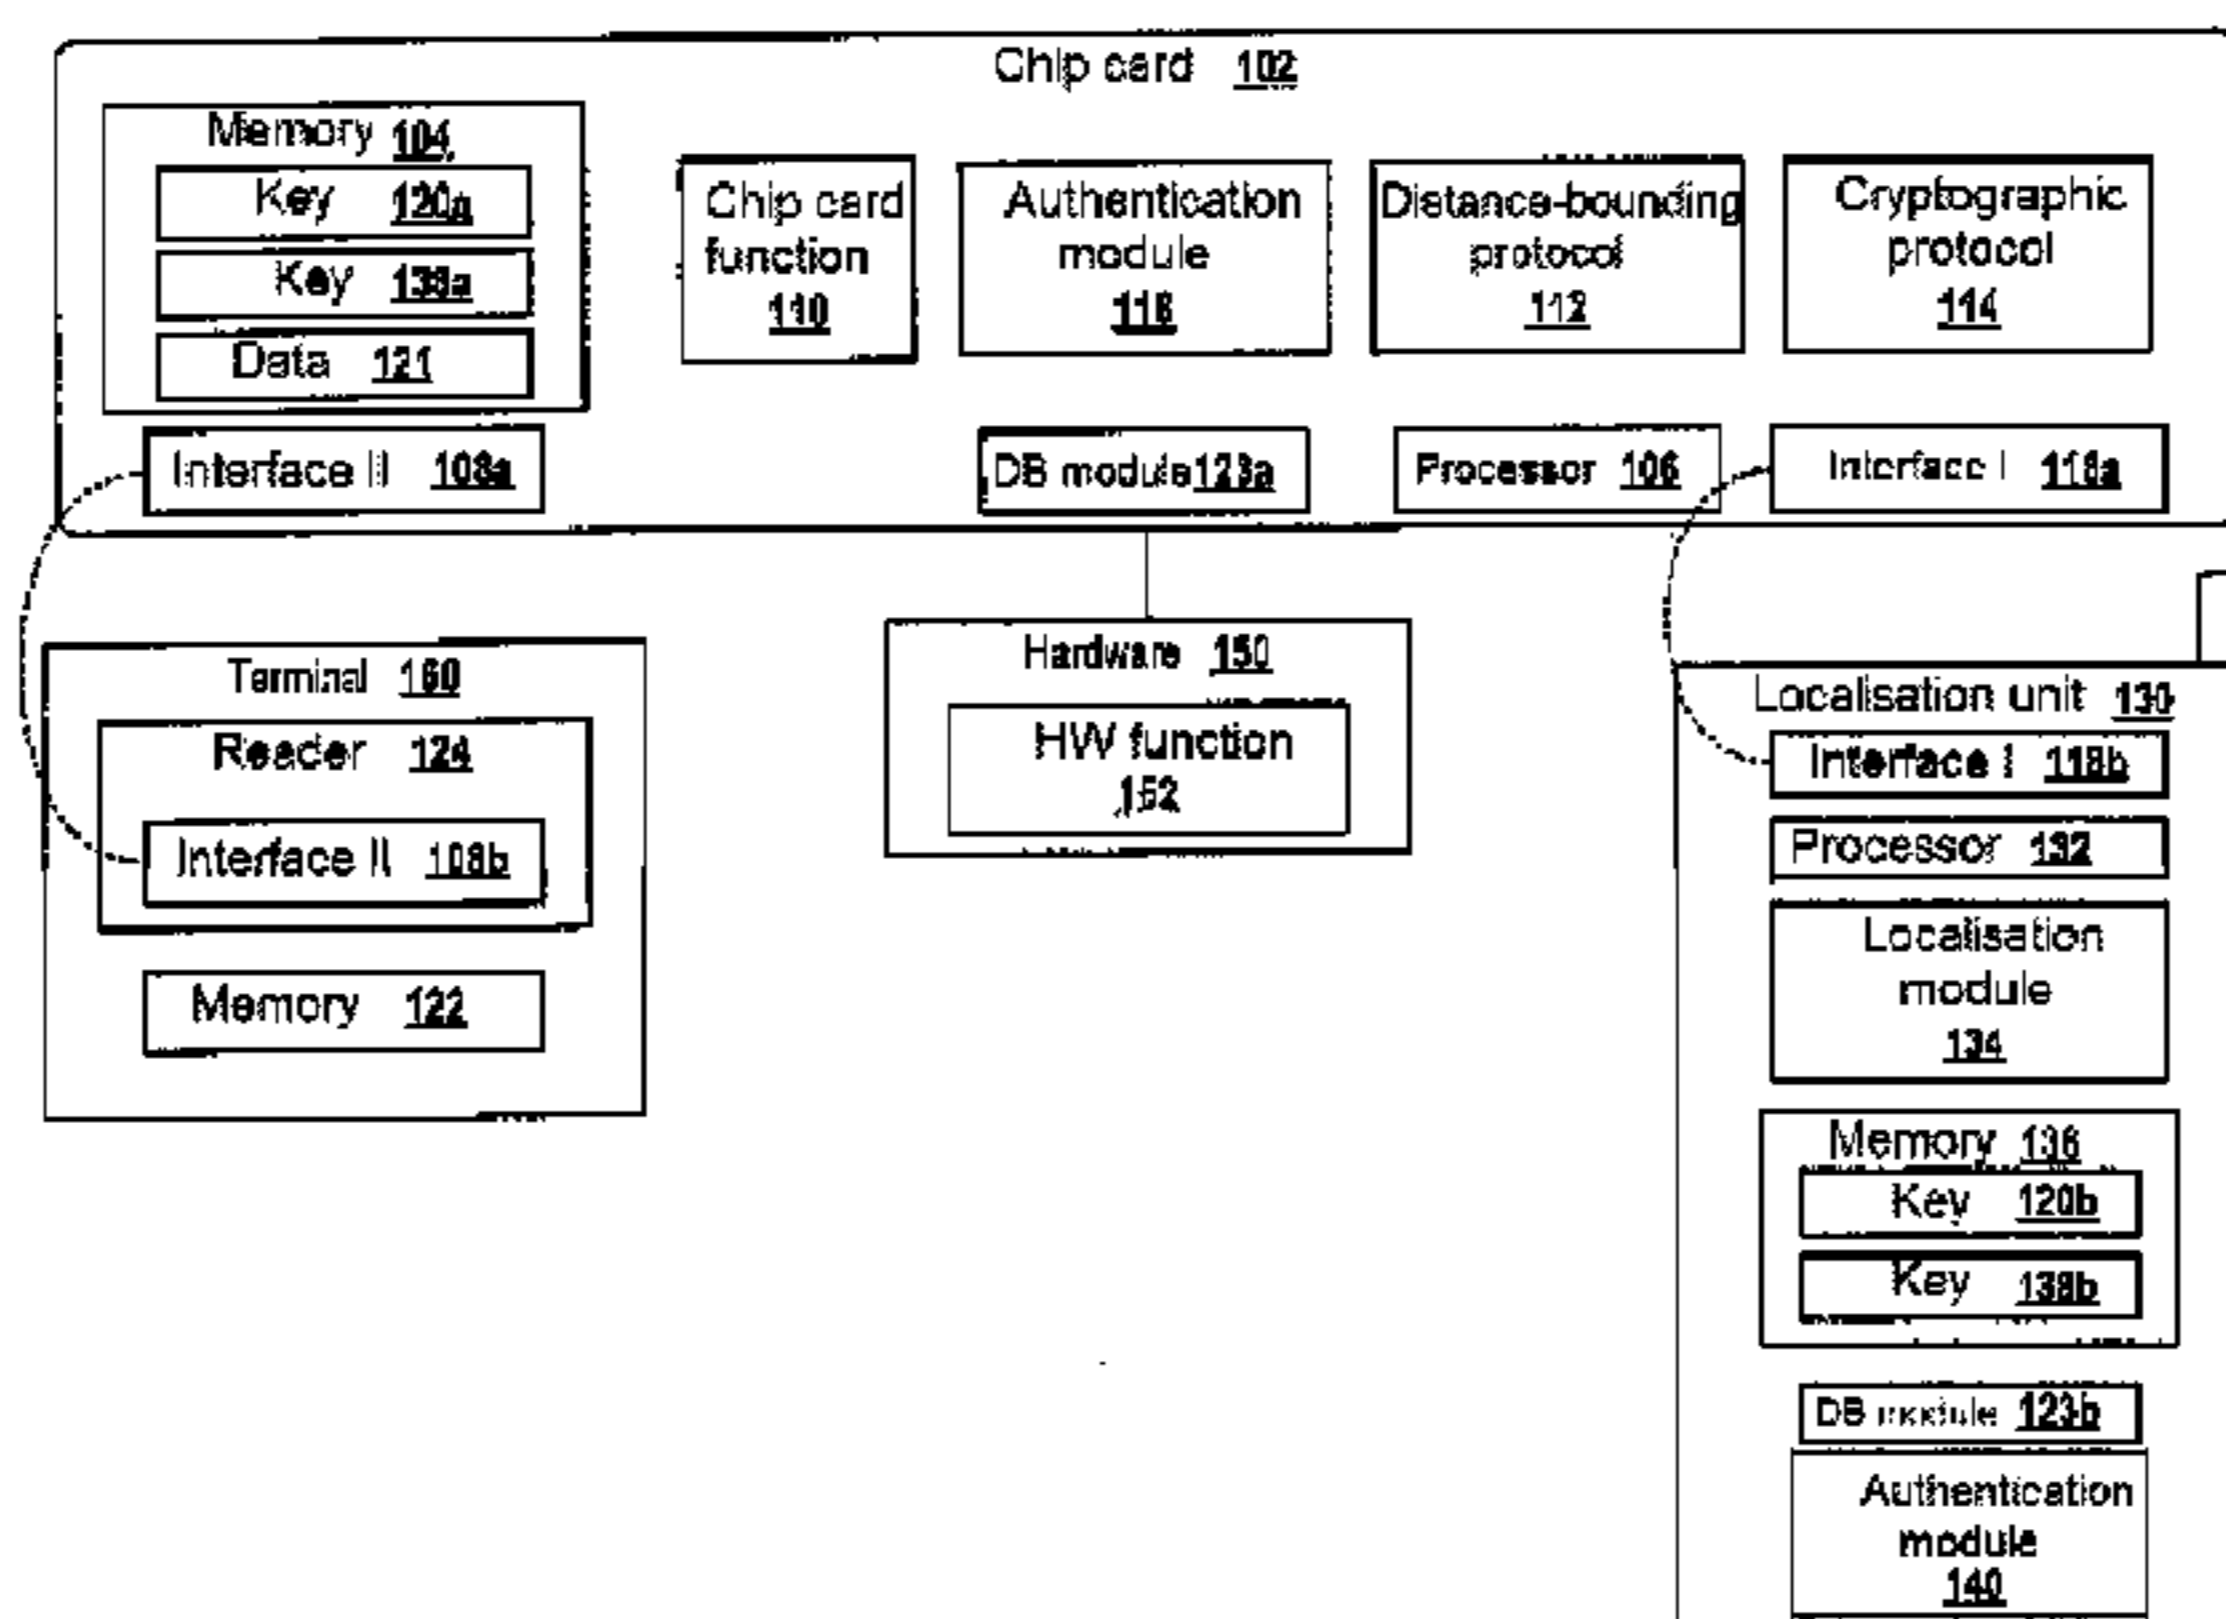 Chip card 102
Memory 104
Key 120a
Key 138a
Data 121
Chip card
function
110
Authentication
module
116
Distance-bounding
protocol
112
Cryptographic
protocol
114
Interface II 108a
DB module 123a
Processor 106
Interface I 118a
Terminal 160
Reader 124
Interface II 108b
Memory 122
Hardware 150
HW function
152
Localisation unit 130
Interface I 118b
Processor 132
Localisation
module
134
Memory 136
Key 120b
Key 138b
DB module 123b
Authentication
module
140